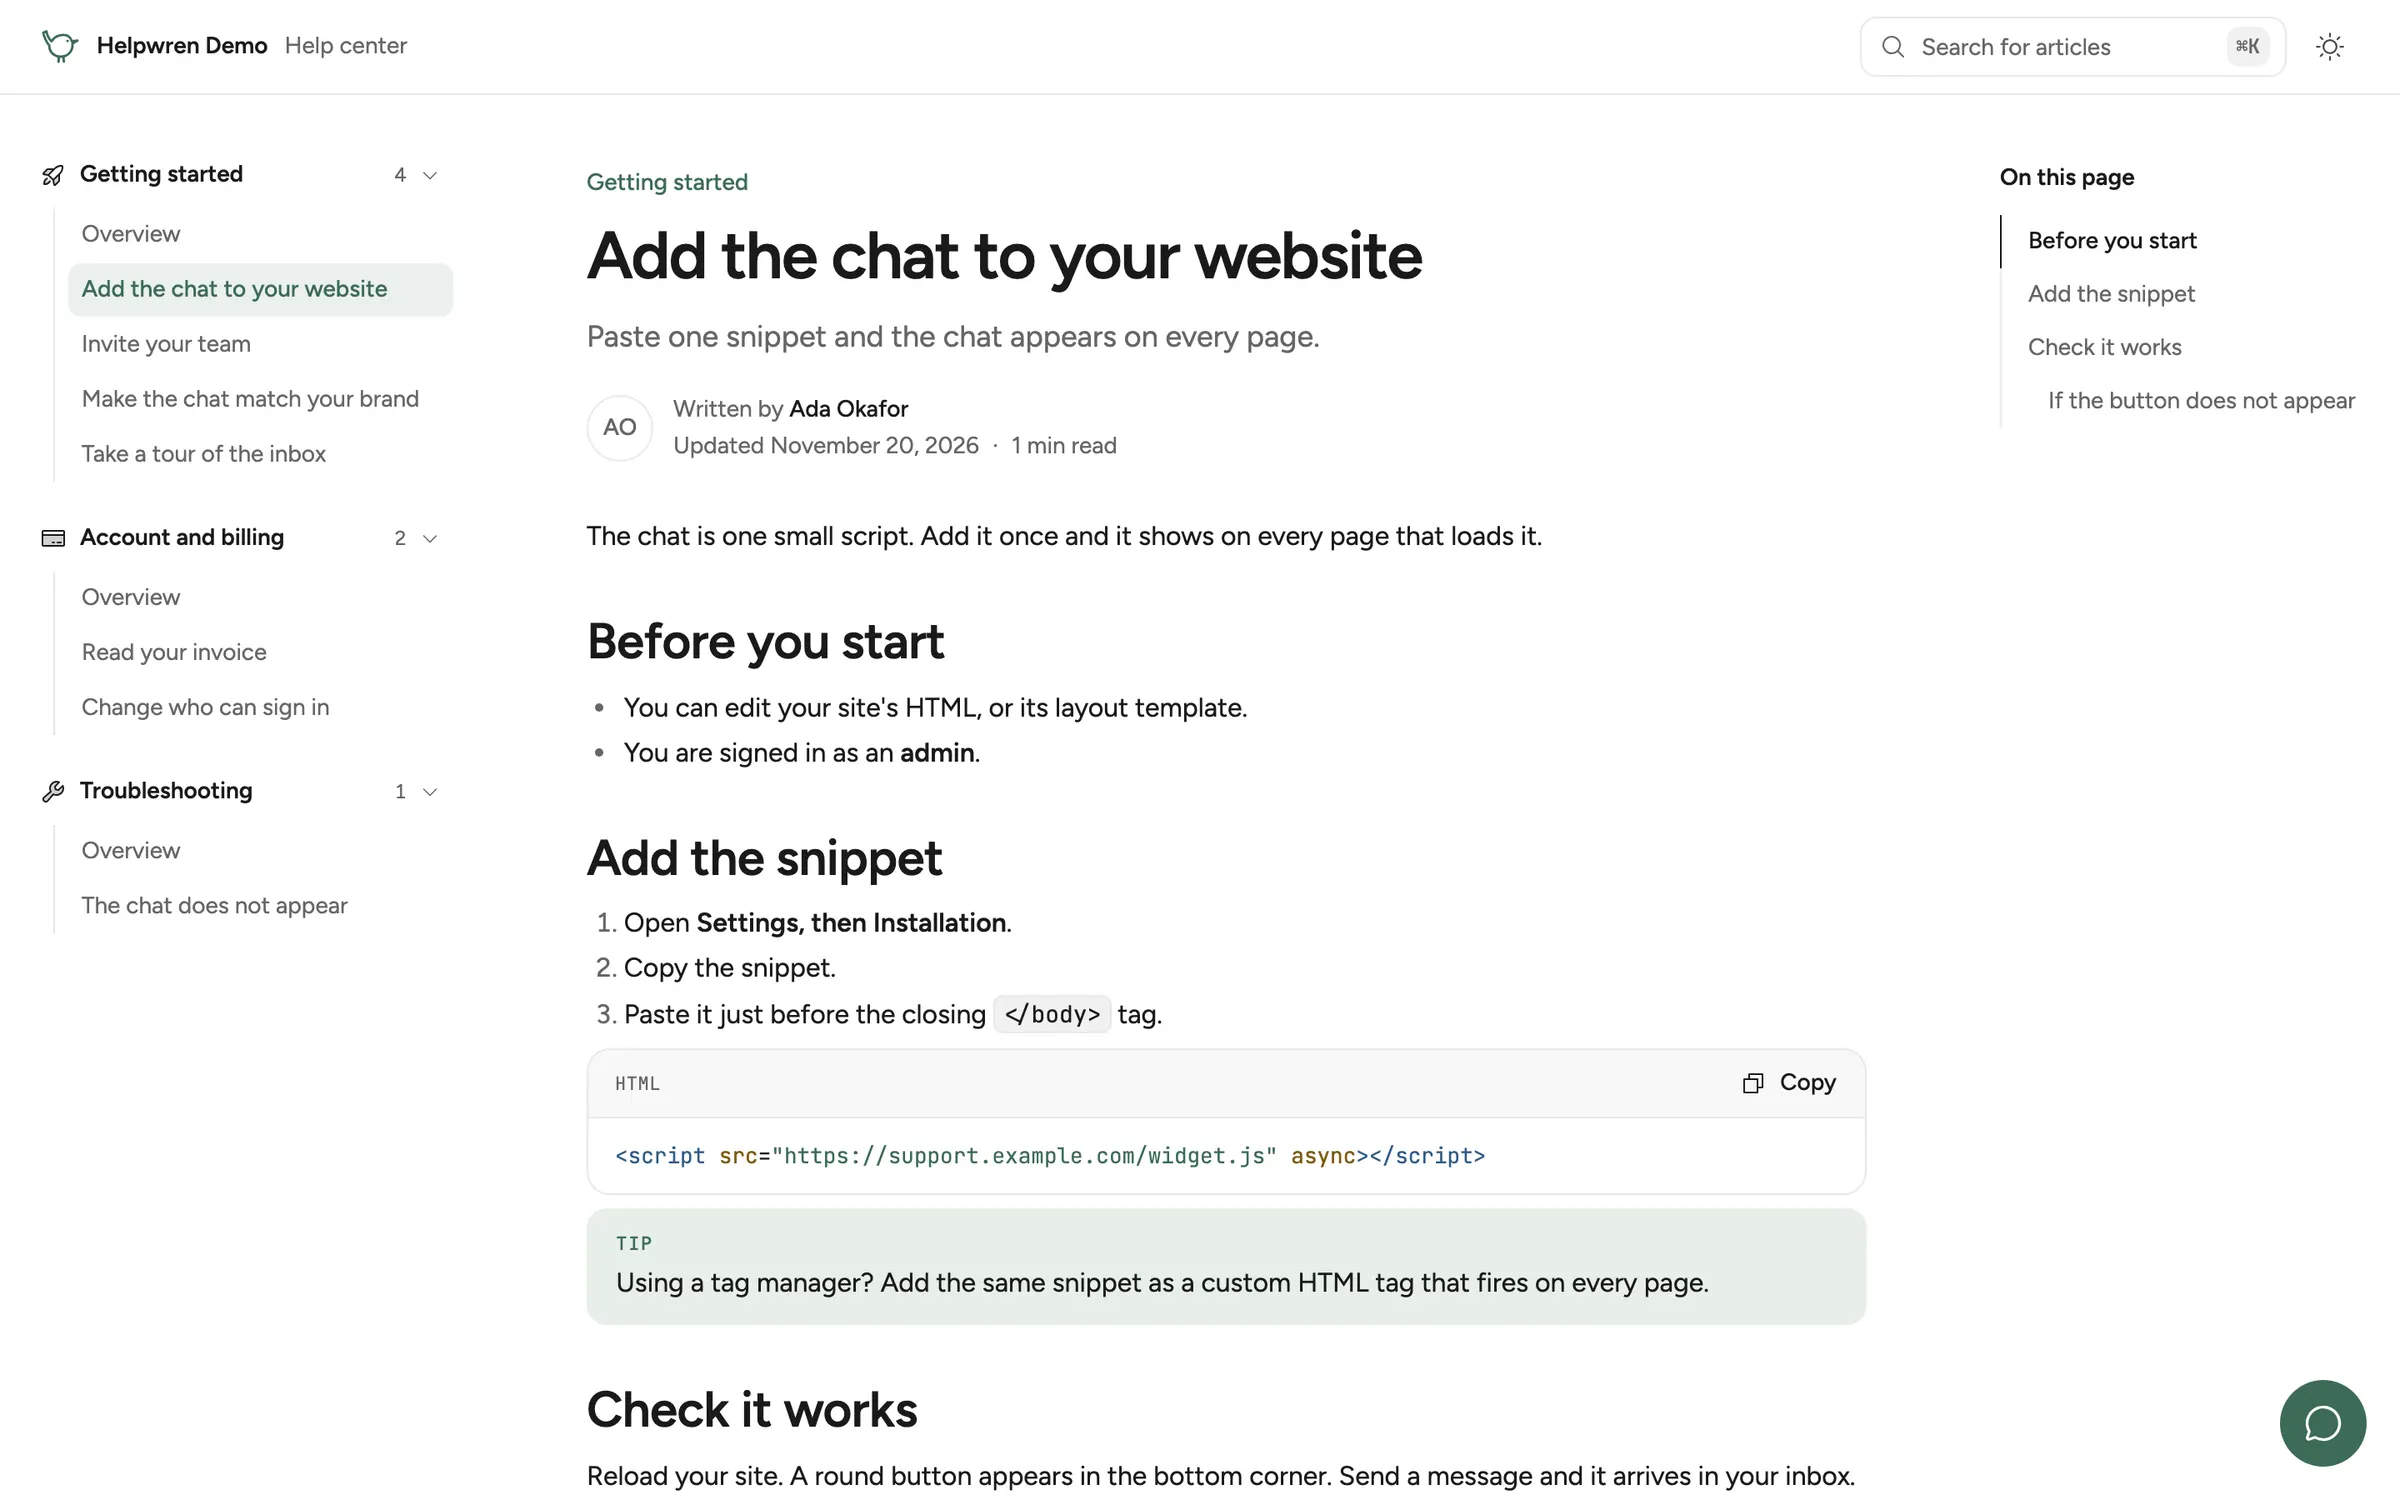 Helpwren Demo Help center
Search for articles ⌘K
Getting started 4
Overview
Add the chat to your website
Invite your team
Make the chat match your brand
Take a tour of the inbox
Account and billing 2
Overview
Read your invoice
Change who can sign in
Troubleshooting 1
Overview
The chat does not appear
Getting started
Add the chat to your website
Paste one snippet and the chat appears on every page.
AO
Written by Ada Okafor
Updated November 20, 2026 · 1 min read
The chat is one small script. Add it once and it shows on every page that loads it.
Before you start
• You can edit your site's HTML, or its layout template.
• You are signed in as an admin.
Add the snippet
1. Open Settings, then Installation.
2. Copy the snippet.
3. Paste it just before the closing </body> tag.
HTML Copy
<script src="https://support.example.com/widget.js" async></script>
TIP
Using a tag manager? Add the same snippet as a custom HTML tag that fires on every page.
Check it works
Reload your site. A round button appears in the bottom corner. Send a message and it arrives in your inbox.
On this page
Before you start
Add the snippet
Check it works
If the button does not appear